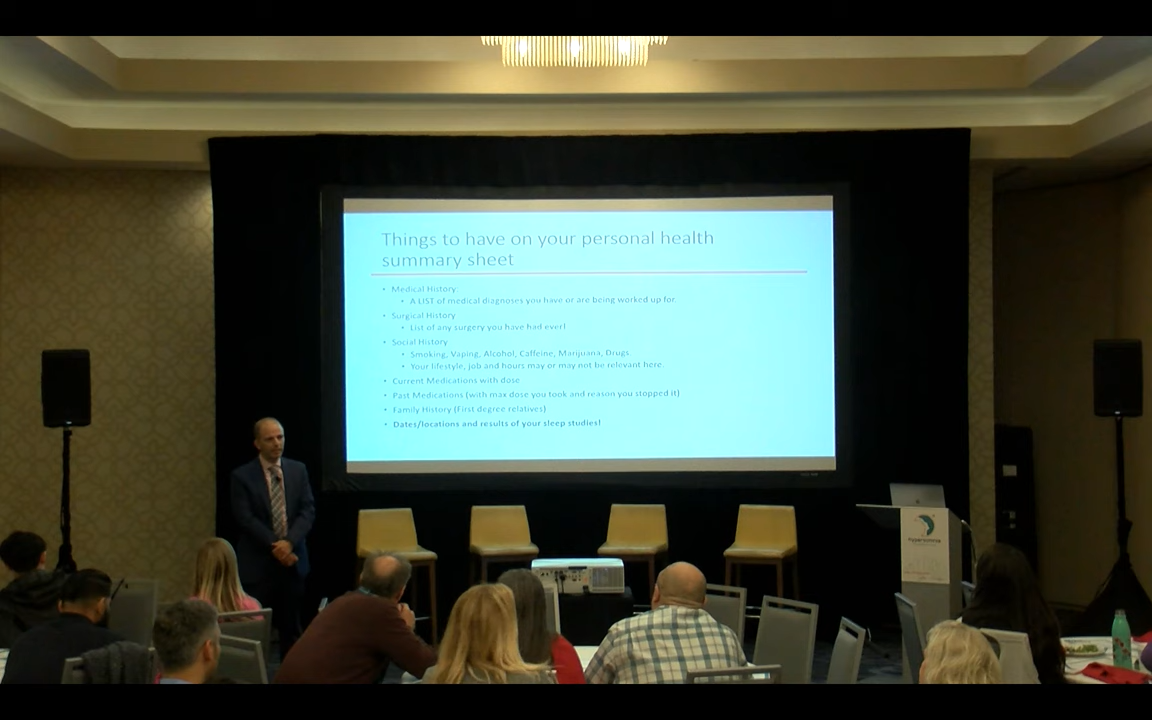 Things to have on your personal health
summary sheet
• Medical History
• A LIST of medical diagnoses you have or are being worked up for.
• Surgical History
• List of any surgery you have had ever!
• Social History
• Smoking, Vaping, Alcohol, Caffeine, Marijuana, Drugs.
• Your lifestyle, job and hours may or may not be relevant here.
• Current Medications with dose
• Past Medications (with max dose you took and reason you stopped it)
• Family History (First degree relatives)
• Dates/locations and results of your sleep studies!
hypersomnia